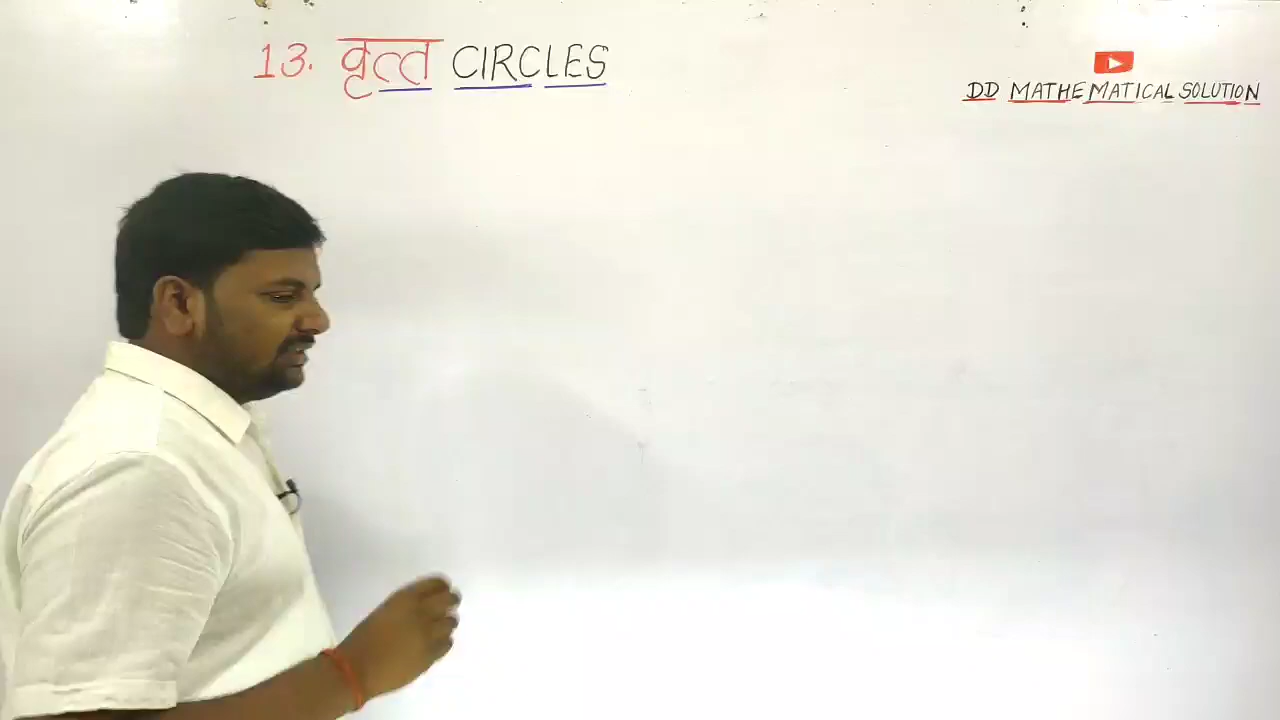 13. वृत्त CIRCLES
DD MATHEMATICAL SOLUTION